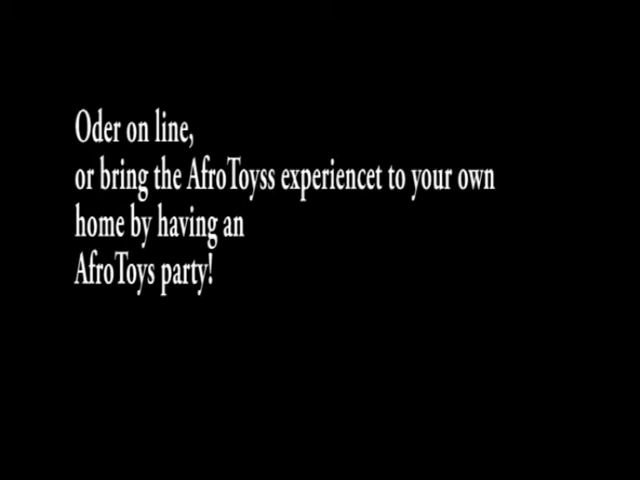 Oder on line,
or bring the AfroToyss experiencet to your own
home by having an
AfroToys party!